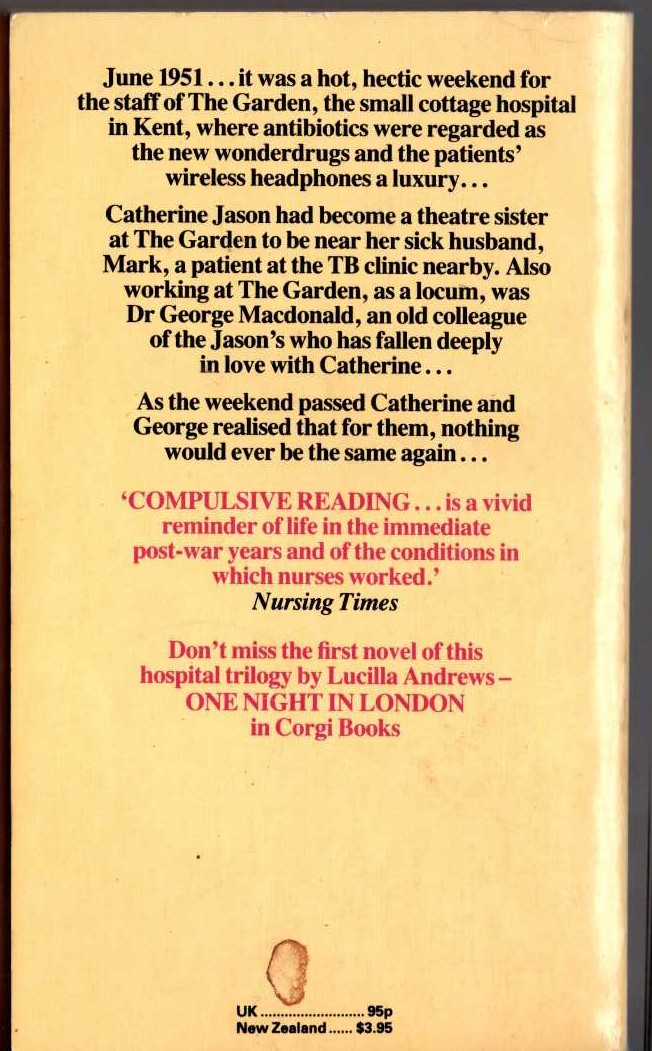 June 1951...it was a hot, hectic weekend for
the staff of The Garden, the small cottage hospital
in Kent, where antibiotics were regarded as
the new wonderdrugs and the patients'
wireless headphones a luxury...
Catherine Jason had become a theatre sister
at The Garden to be near her sick husband,
Mark, a patient at the TB clinic nearby. Also
working at The Garden, as a locum, was
Dr George Macdonald, an old colleague
of the Jason's who has fallen deeply
in love with Catherine...
As the weekend passed Catherine and
George realised that for them, nothing
would ever be the same again...
'COMPULSIVE READING...is a vivid
reminder of life in the immediate
post-war years and of the conditions in
which nurses worked.'
Nursing Times
Don't miss the first novel of this
hospital trilogy by Lucilla Andrews –
ONE NIGHT IN LONDON
in Corgi Books
UK .......................... 95p
New Zealand ...... $3.95